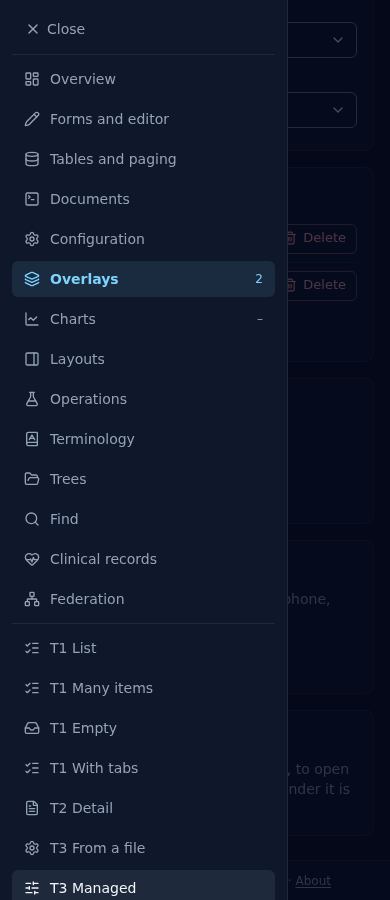 Close
Overview
Forms and editor
Tables and paging
Documents
Configuration
Overlays 2
Charts –
Layouts
Operations
Terminology
Trees
Find
Clinical records
Federation
T1 List
T1 Many items
T1 Empty
T1 With tabs
T2 Detail
T3 From a file
T3 Managed
Delete
Delete
phone,
, to open
nder it is
· About